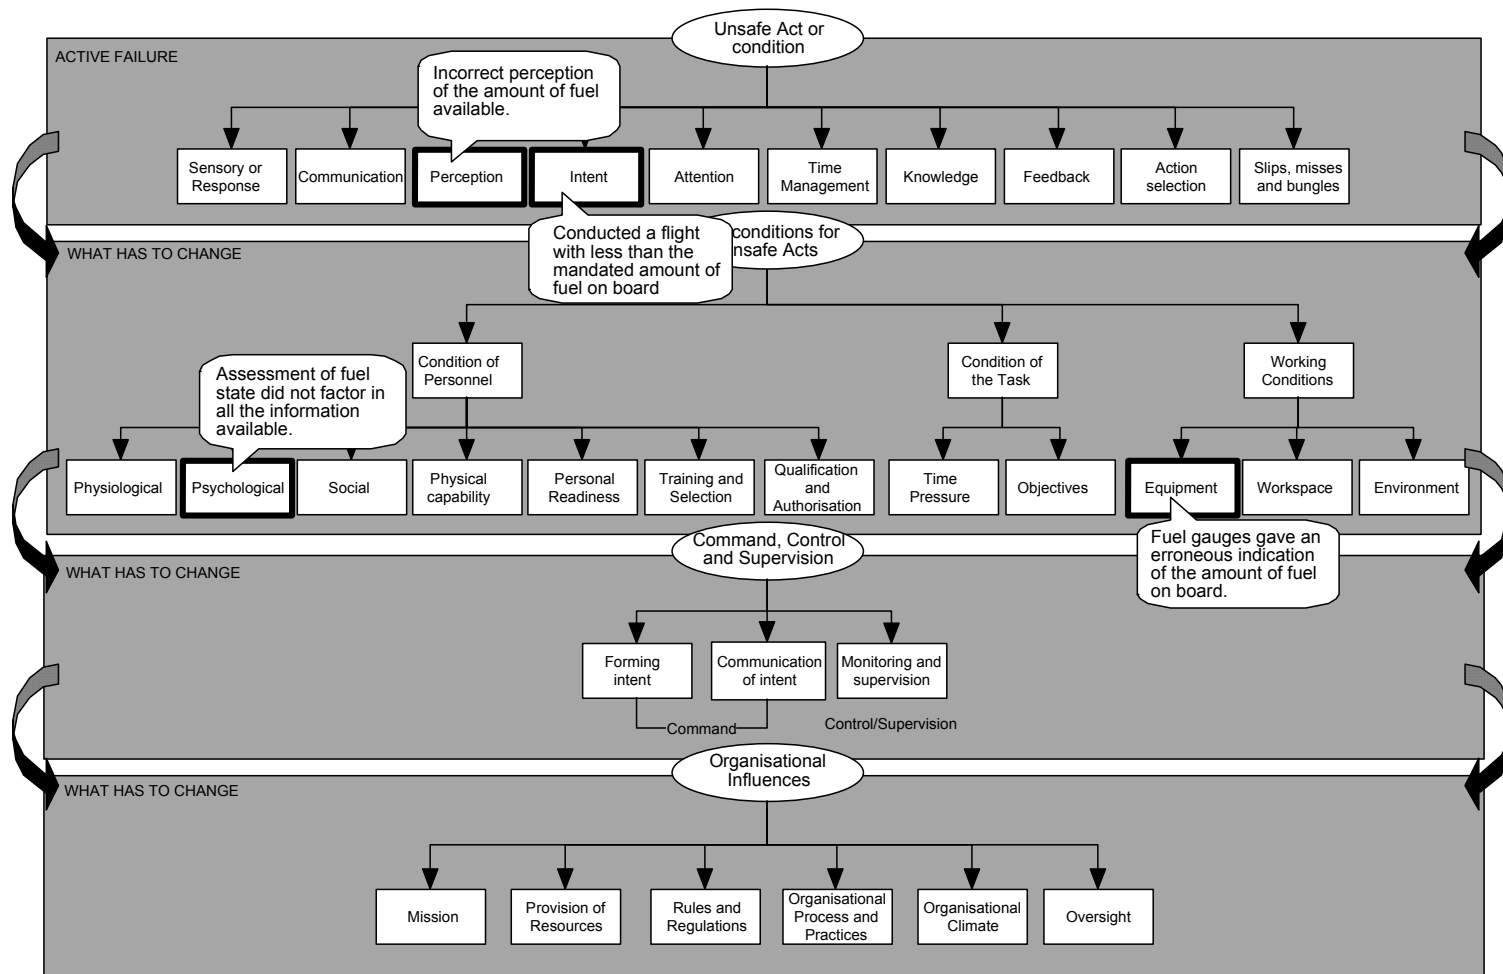 Unsafe Act or
condition
ACTIVE FAILURE
Incorrect perception
of the amount of fuel
available.
Sensory or
Response
Communication
Perception
Intent
Attention
Time
Management
Knowledge
Feedback
Action
selection
Slips, misses
and bungles
WHAT HAS TO CHANGE
Conducted a flight
with less than the
mandated amount of
fuel on board
conditions for
nsafe Acts
Condition of
Personnel
Condition of
the Task
Working
Conditions
Assessment of fuel
state did not factor in
all the information
available.
Physiological
Psychological
Social
Physical
capability
Personal
Readiness
Training and
Selection
Qualification
and
Authorisation
Time
Pressure
Objectives
Equipment
Workspace
Environment
Fuel gauges gave an
erroneous indication
of the amount of fuel
on board.
Command, Control
and Supervision
WHAT HAS TO CHANGE
Forming
intent
Communication
of intent
Monitoring and
supervision
Command
Control/Supervision
Organisational
Influences
WHAT HAS TO CHANGE
Mission
Provision of
Resources
Rules and
Regulations
Organisational
Process and
Practices
Organisational
Climate
Oversight